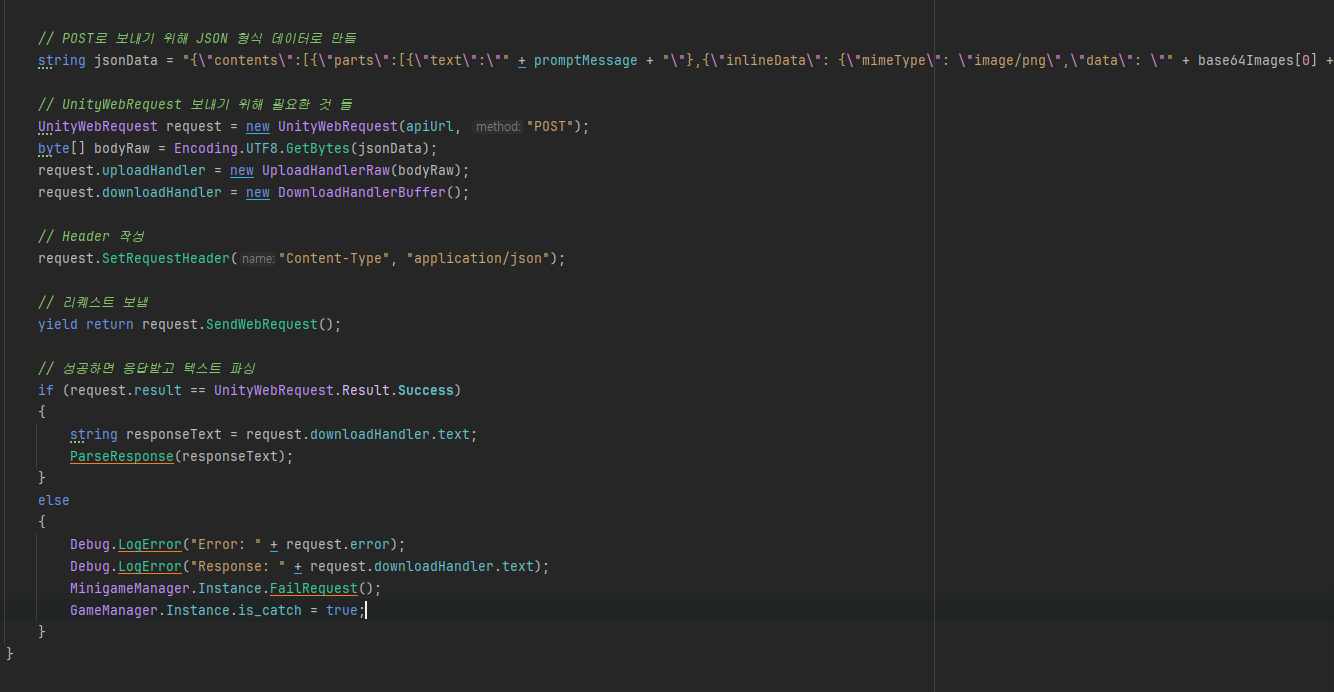 // POST로 보내기 위해 JSON 형식 데이터로 만듦
string jsonData = "{\"contents\":[{\"parts\":[{\"text\":\"" + promptMessage + "\"},{\"inlineData\": {\"mimeType\": \"image/png\",\"data\": \"" + base64Images[0] +
// UnityWebRequest 보내기 위해 필요한 것 들
UnityWebRequest request = new UnityWebRequest(apiUrl, method: "POST");
byte[] bodyRaw = Encoding.UTF8.GetBytes(jsonData);
request.uploadHandler = new UploadHandlerRaw(bodyRaw);
request.downloadHandler = new DownloadHandlerBuffer();
// Header 작성
request.SetRequestHeader( name: "Content-Type", "application/json");
// 리퀘스트 보냄
yield return request.SendWebRequest();
// 성공하면 응답받고 텍스트 파싱
if (request.result == UnityWebRequest.Result.Success)
{
string responseText = request.downloadHandler.text;
ParseResponse(responseText);
}
else
{
Debug.LogError("Error: " + request.error);
Debug.LogError("Response: " + request.downloadHandler.text);
MinigameManager.Instance.FailRequest();
GameManager.Instance.is_catch = true;
}
}